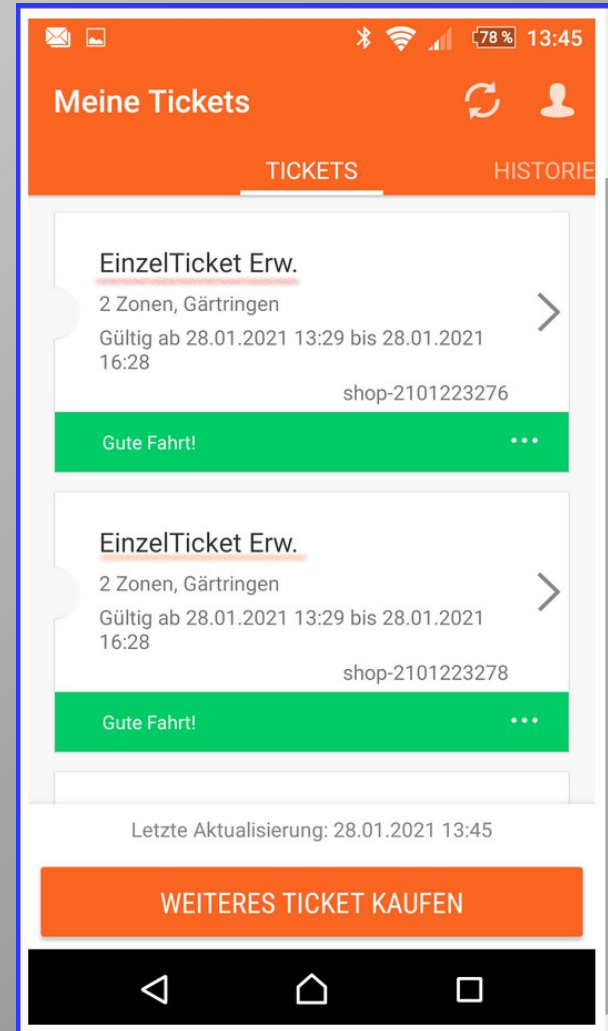 78 % 13:45
Meine Tickets
TICKETS HISTORIE
EinzelTicket Erw.
2 Zonen, Gärtringen
Gültig ab 28.01.2021 13:29 bis 28.01.2021
16:28
shop-2101223276
Gute Fahrt!
EinzelTicket Erw.
2 Zonen, Gärtringen
Gültig ab 28.01.2021 13:29 bis 28.01.2021
16:28
shop-2101223278
Gute Fahrt!
Letzte Aktualisierung: 28.01.2021 13:45
WEITERES TICKET KAUFEN